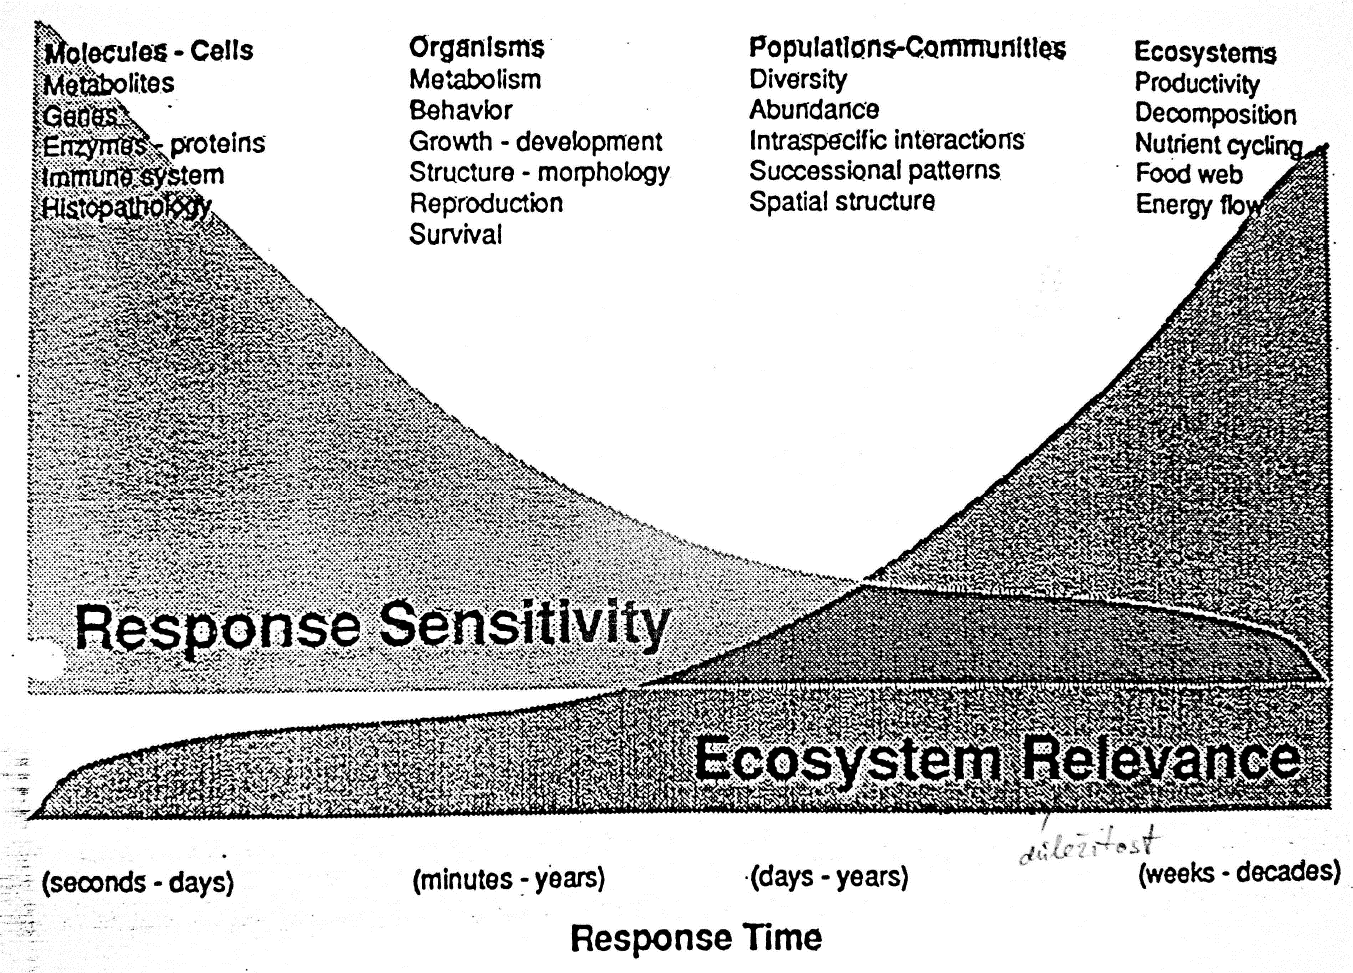 Molecules - Cells
Metabolites
Genes
Enzymes - proteins
Immune system
Histopathology
Organisms
Metabolism
Behavior
Growth - development
Structure - morphology
Reproduction
Survival
Populations-Communities
Diversity
Abundance
Intraspecific interactions
Successional patterns
Spatial structure
Ecosystems
Productivity
Decomposition
Nutrient cycling
Food web
Energy flow
Response Sensitivity
Ecosystem Relevance
důležitost
(seconds - days)
(minutes - years)
(days - years)
(weeks - decades)
Response Time